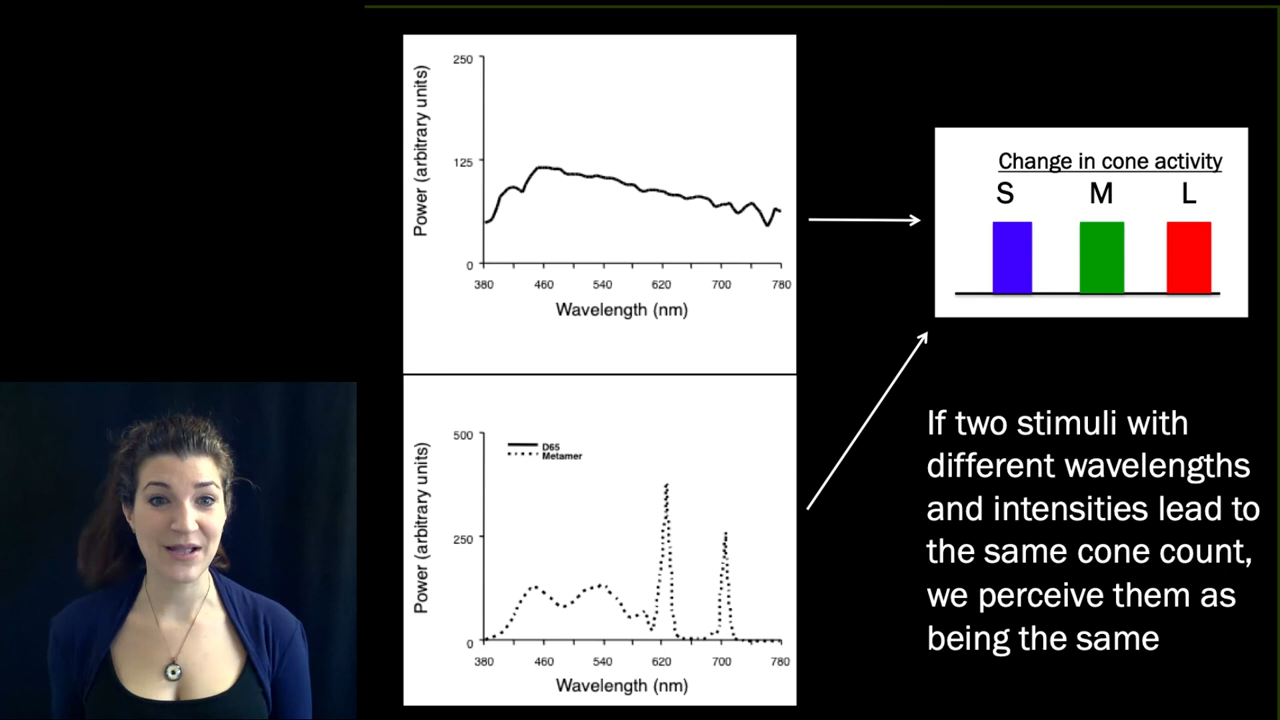 250
125
0
Power (arbitrary units)
380 460 540 620 700 780
Wavelength (nm)
500
250
0
Power (arbitrary units)
D65
Metamer
380 460 540 620 700 780
Wavelength (nm)
Change in cone activity
S M L
If two stimuli with
different wavelengths
and intensities lead to
the same cone count,
we perceive them as
being the same